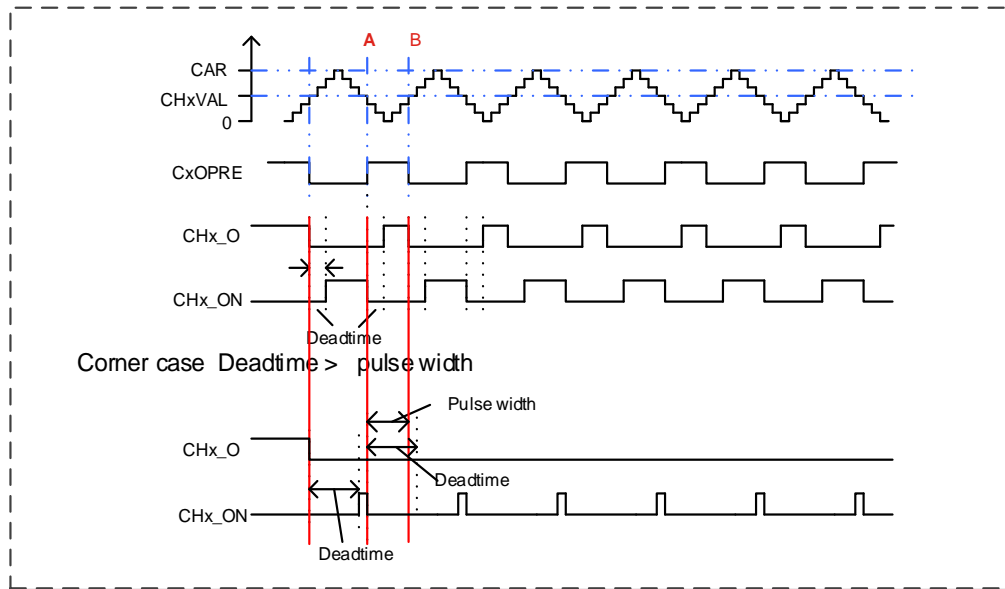 A B
CAR
CHxVAL
0
CxOPRE
CHx_O
CHx_ON
Deadtime
Corner case Deadtime > pulse width
Pulse width
CHx_O
Deadtime
CHx_ON
Deadtime